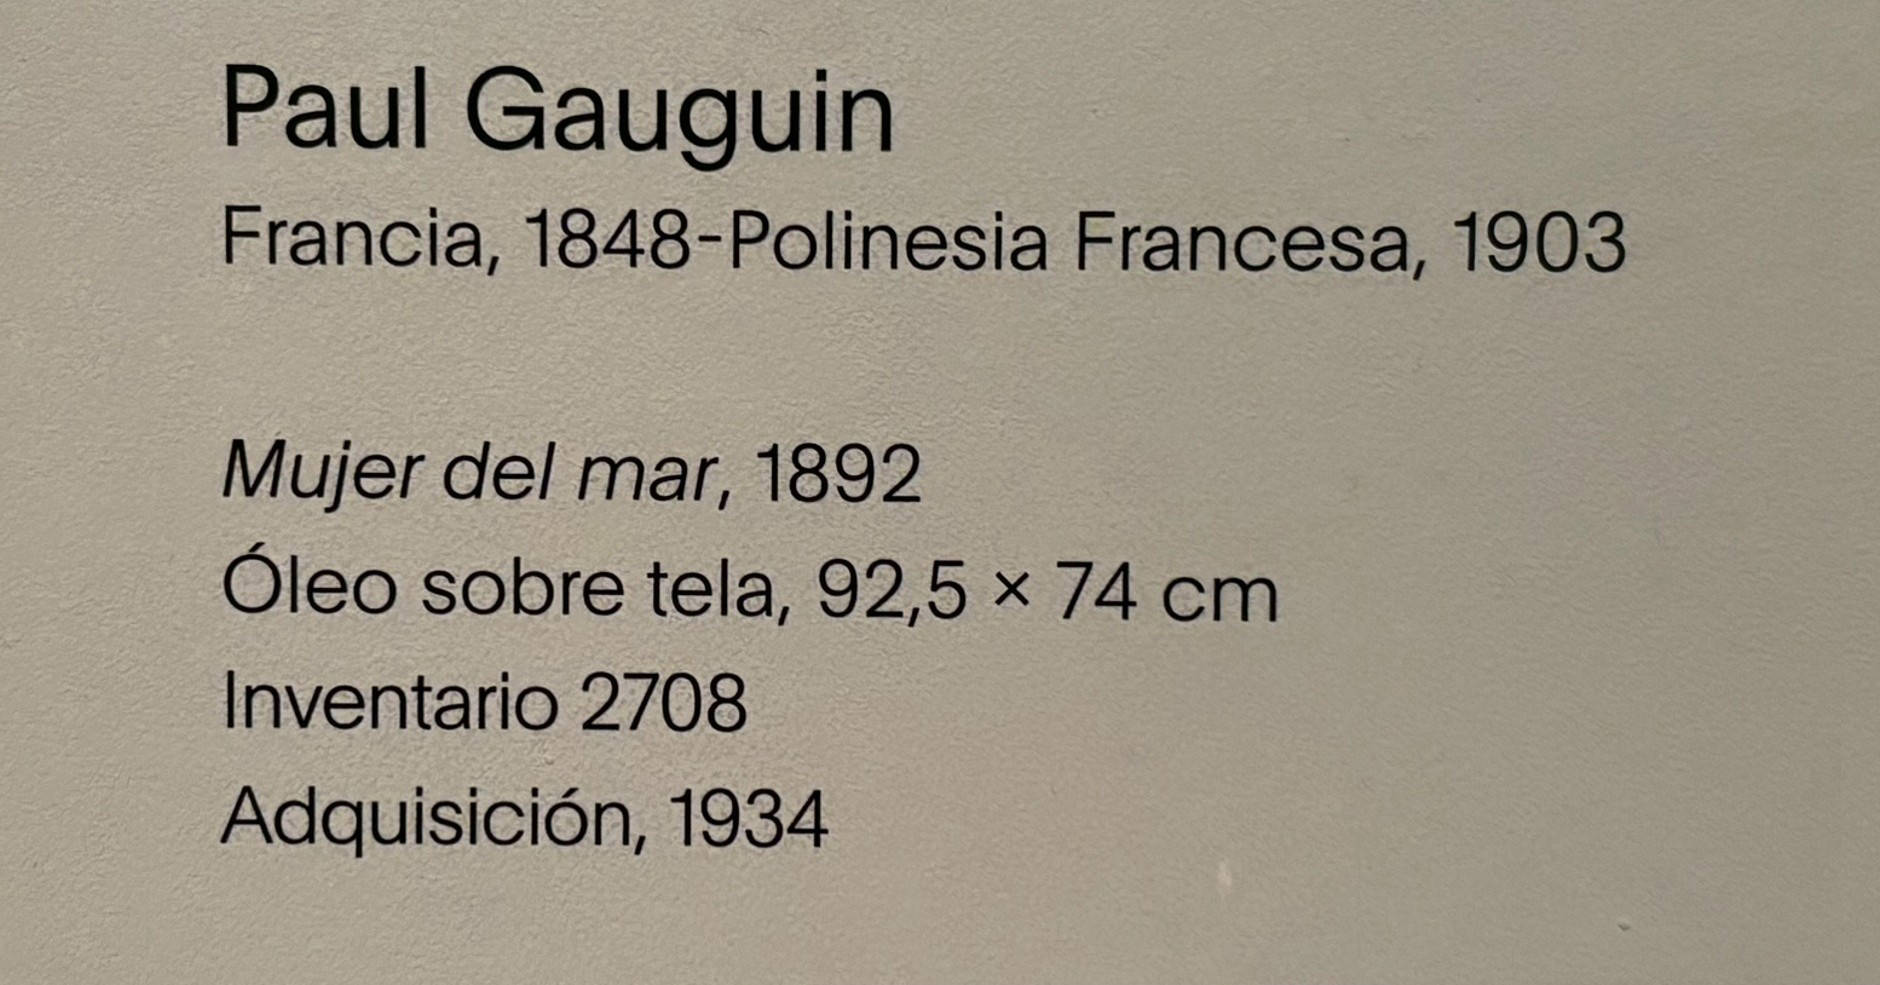 Paul Gauguin
Francia, 1848-Polinesia Francesa, 1903
Mujer del mar, 1892
Óleo sobre tela, 92,5 × 74 cm
Inventario 2708
Adquisición, 1934